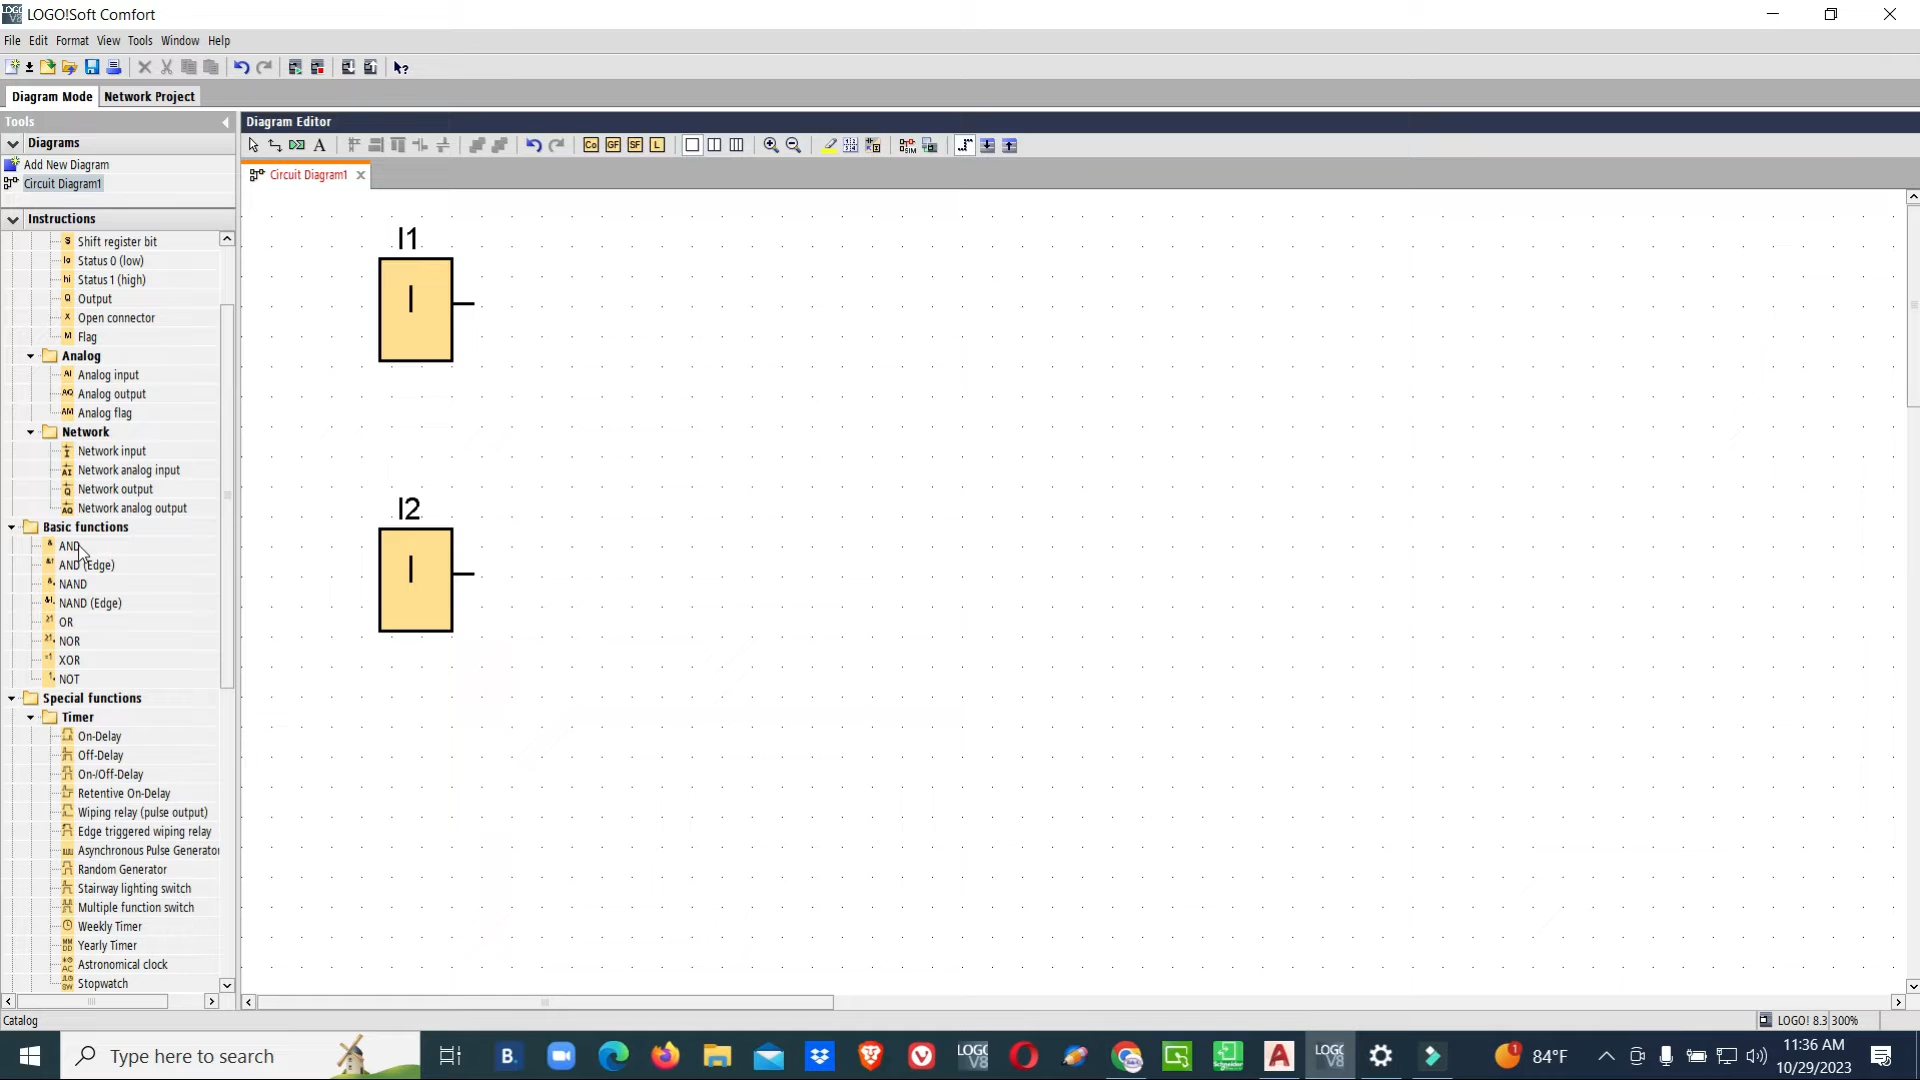 LOGO!Soft Comfort
File Edit Format View Tools Window Help
Diagram Mode Network Project
Tools
Diagrams
Add New Diagram
Circuit Diagram1
Instructions
Shift register bit
Status 0 (low)
Status 1 (high)
Output
Open connector
Flag
Analog
Analog input
Analog output
Analog flag
Network
Network input
Network analog input
Network output
Network analog output
Basic functions
AND
AND (Edge)
NAND
NAND (Edge)
OR
NOR
XOR
NOT
Special functions
Timer
On-Delay
Off-Delay
On-/Off-Delay
Retentive On-Delay
Wiping relay (pulse output)
Edge triggered wiping relay
Asynchronous Pulse Generator
Random Generator
Stairway lighting switch
Multiple function switch
Weekly Timer
Yearly Timer
Astronomical clock
Stopwatch
Diagram Editor
Co GF SF L
Circuit Diagram1
I1
I
I2
I
Catalog
LOGO! 8.3 300%
Type here to search
84°F
11:36 AM
10/29/2023